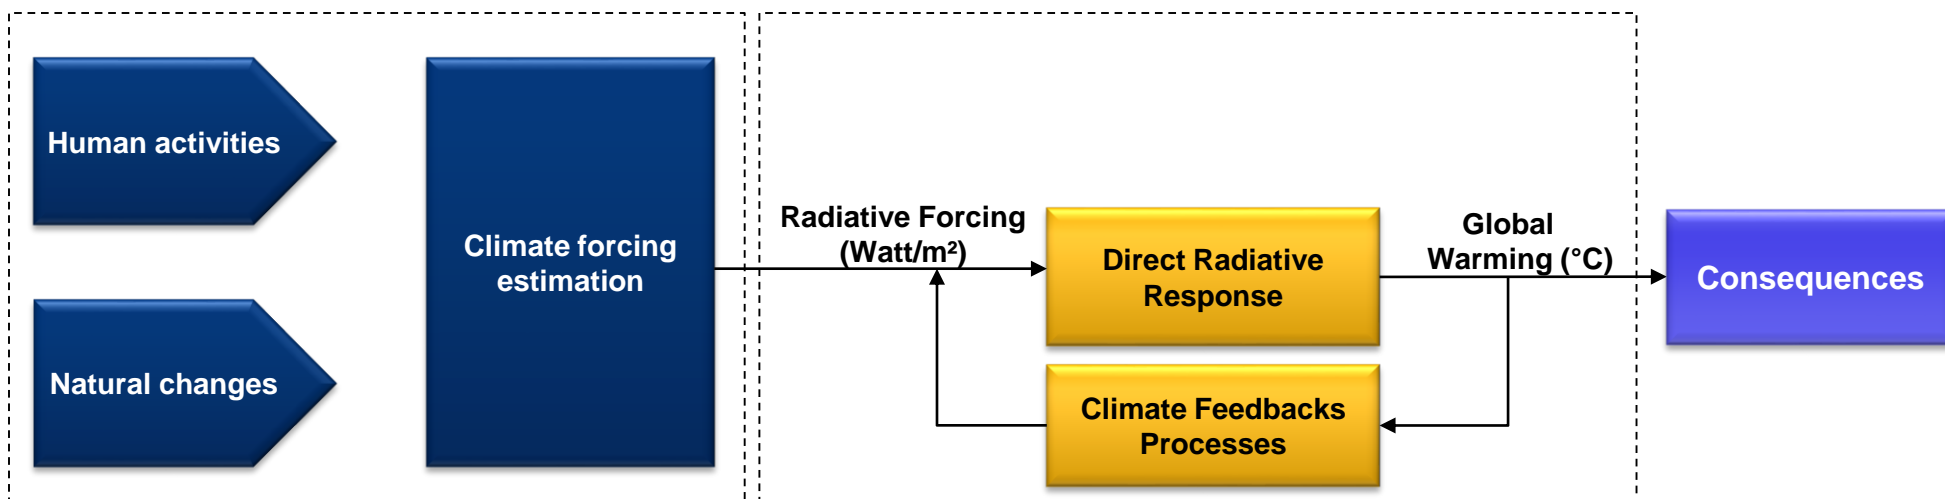 Human activities
Natural changes
Climate forcing
estimation
Radiative Forcing
(Watt/m²)
Direct Radiative
Response
Climate Feedbacks
Processes
Global
Warming (°C)
Consequences